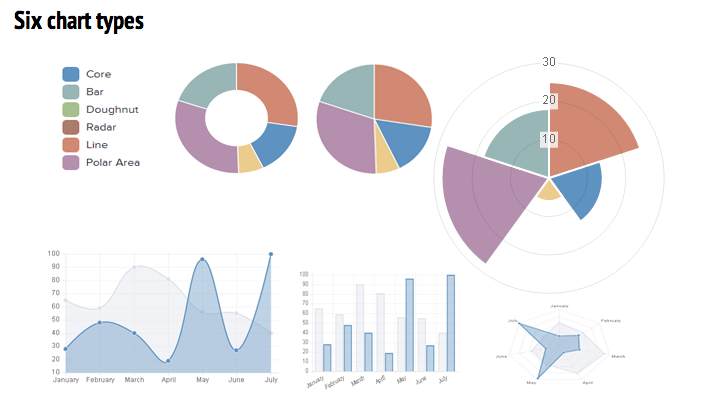 Six chart types
Core
Bar
Doughnut
Radar
Line
Polar Area
30
20
10
100
90
80
70
60
50
40
30
20
10
January February March April May June July
100
90
80
70
60
50
40
30
20
10
0
January February March April May June July
January
February
March
April
May
June
July